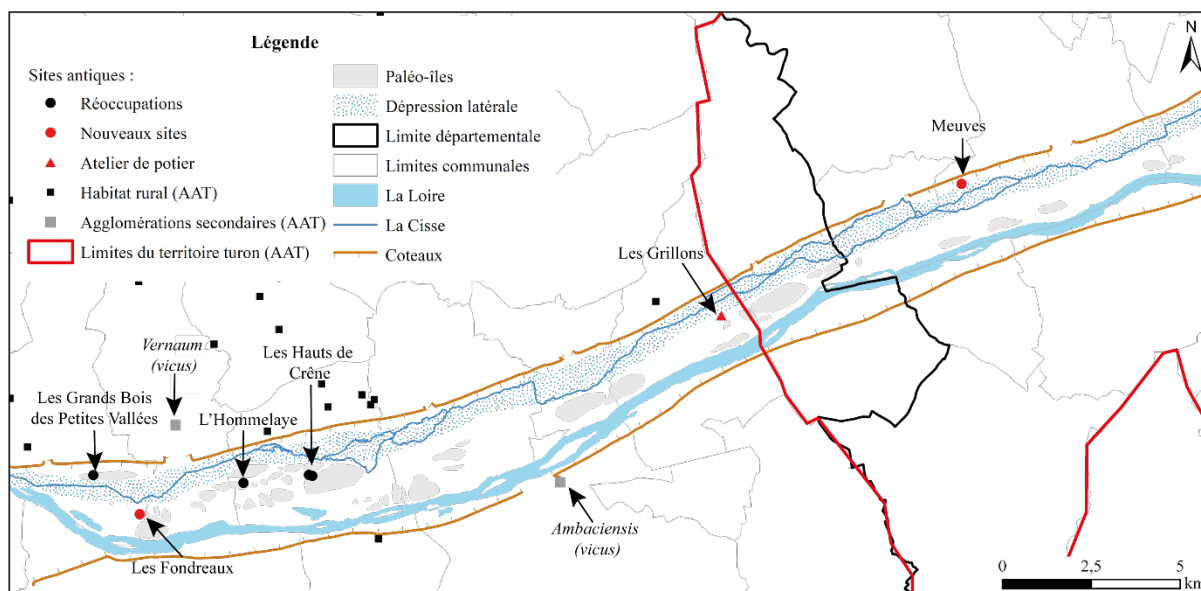 Légende
Sites antiques :
Réoccupations
Nouveaux sites
Atelier de potier
Habitat rural (AAT)
Agglomérations secondaires (AAT)
Limites du territoire turon (AAT)
Paléo-îles
Dépression latérale
Limite départementale
Limites communales
La Loire
La Cisse
Coteaux
N
Meuves
Les Grillons
Vernaum
(vicus)
Les Hauts de
Crêne
Les Grands Bois
des Petites Vallées
L'Hommelaye
Ambaciensis
(vicus)
Les Fondreaux
0 2,5 5
km